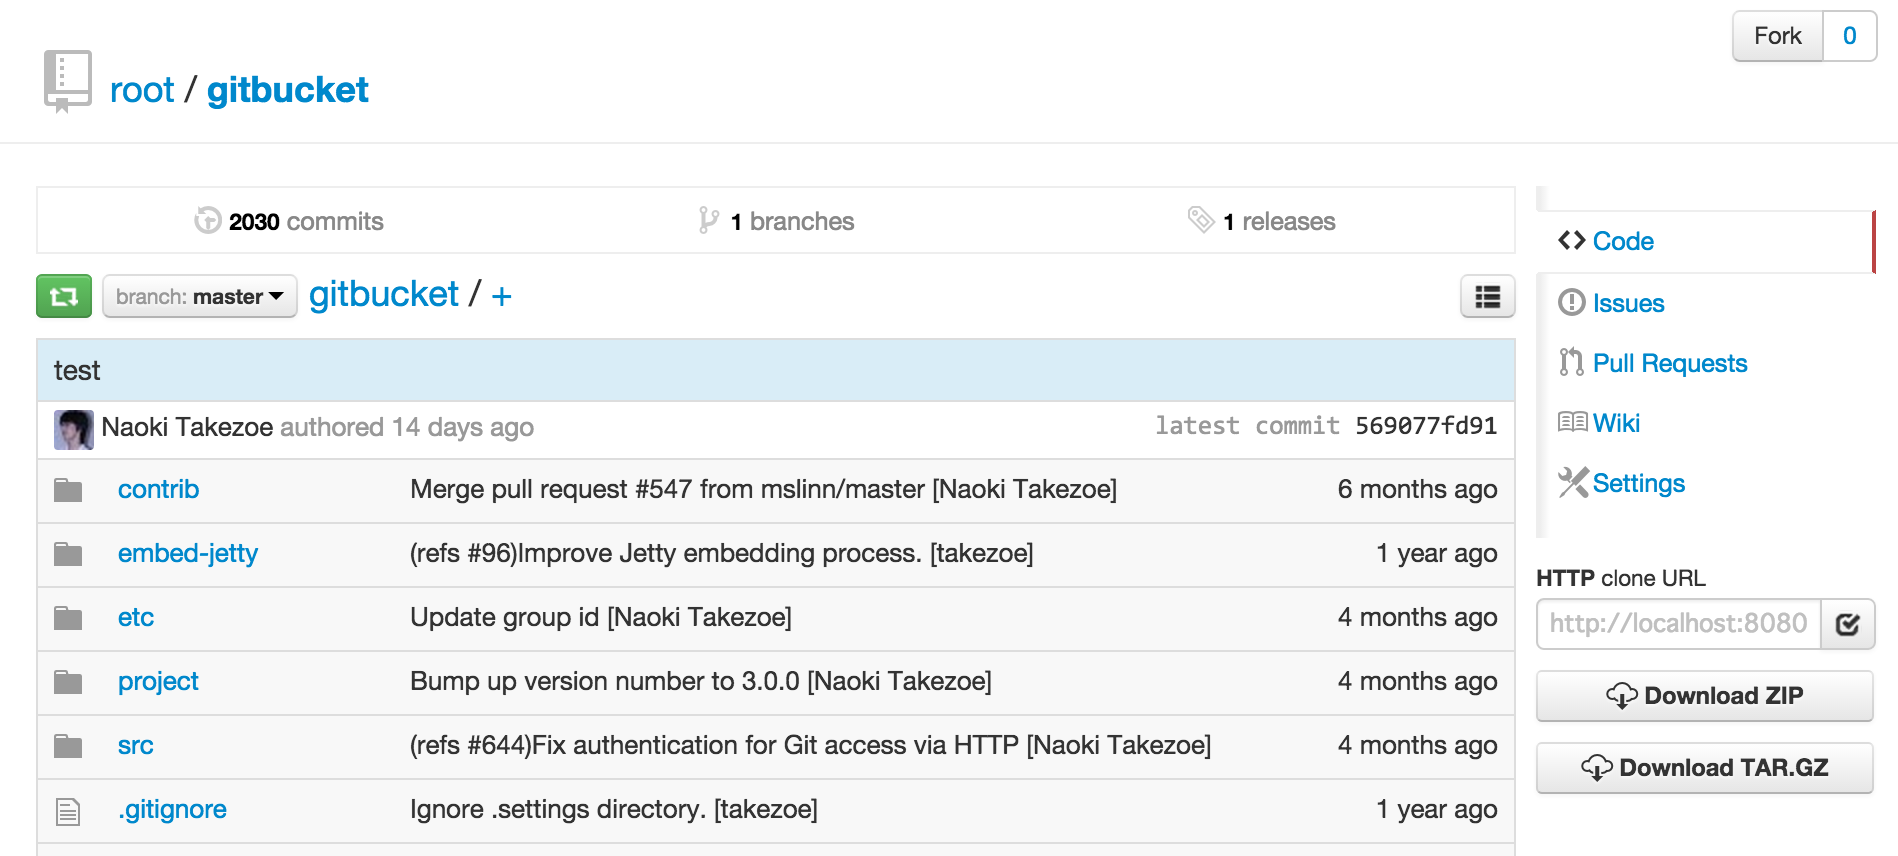 Fork 0
root / gitbucket
2030 commits 1 branches 1 releases
branch: master gitbucket / +
test
Naoki Takezoe authored 14 days ago latest commit 569077fd91
contrib Merge pull request #547 from mslinn/master [Naoki Takezoe] 6 months ago
embed-jetty (refs #96)Improve Jetty embedding process. [takezoe] 1 year ago
etc Update group id [Naoki Takezoe] 4 months ago
project Bump up version number to 3.0.0 [Naoki Takezoe] 4 months ago
src (refs #644)Fix authentication for Git access via HTTP [Naoki Takezoe] 4 months ago
.gitignore Ignore .settings directory. [takezoe] 1 year ago
Code
Issues
Pull Requests
Wiki
Settings
HTTP clone URL
http://localhost:8080
Download ZIP
Download TAR.GZ